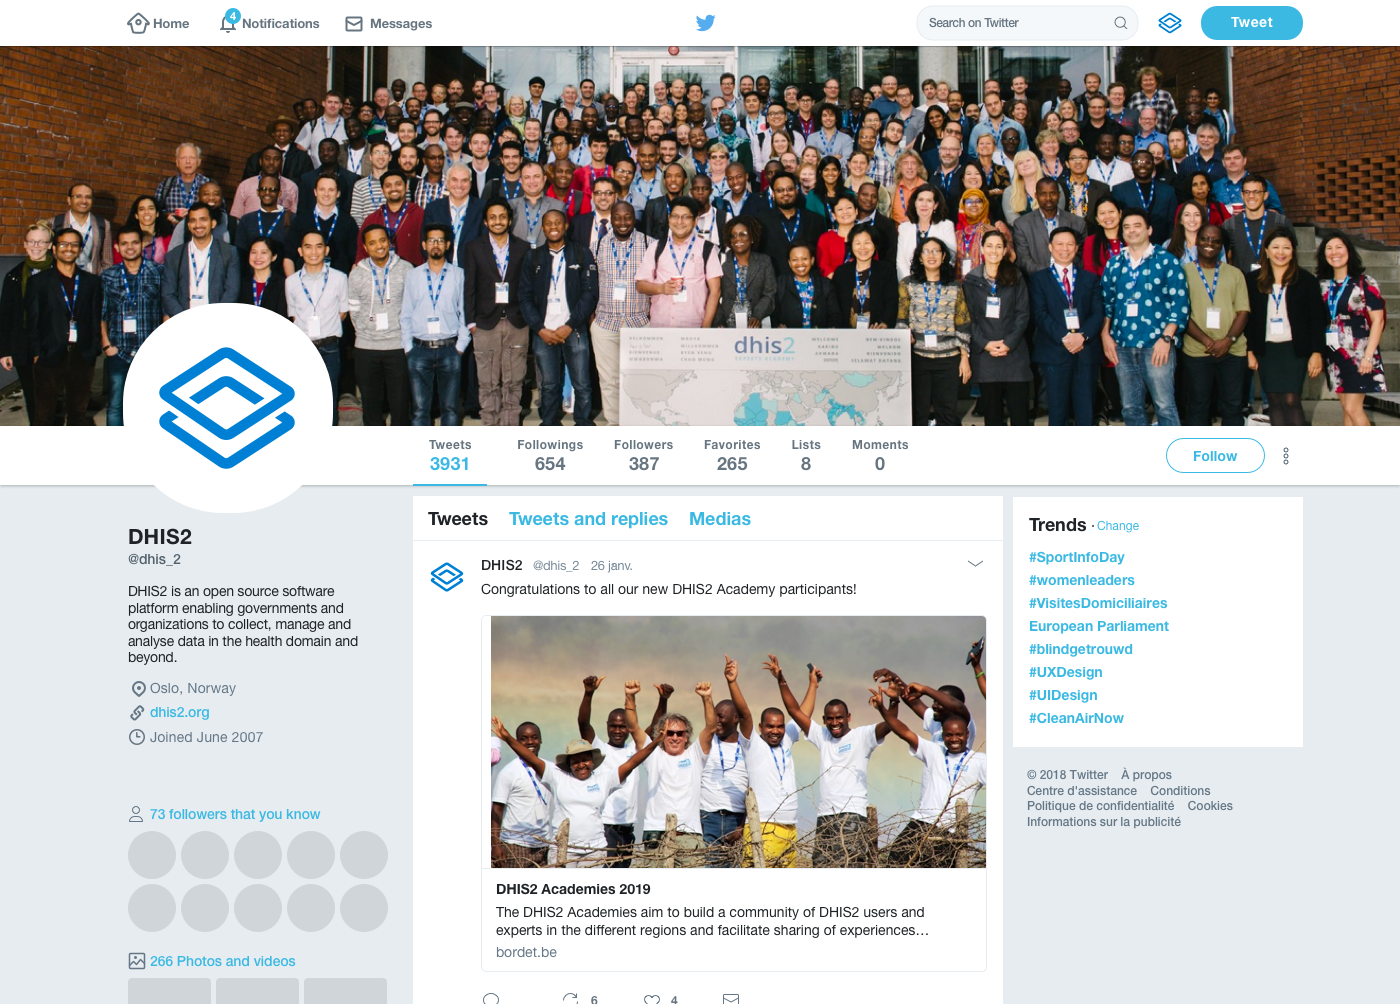 Home
4
Notifications
Messages
Search on Twitter
Tweet
dhis2
Tweets
3931
Followings
654
Followers
387
Favorites
265
Lists
8
Moments
0
Follow
DHIS2
@dhis_2
DHIS2 is an open source software
platform enabling governments and
organizations to collect, manage and
analyse data in the health domain and
beyond.
Oslo, Norway
dhis2.org
Joined June 2007
73 followers that you know
266 Photos and videos
Tweets
Tweets and replies
Medias
DHIS2 @dhis_2 26 janv.
Congratulations to all our new DHIS2 Academy participants!
DHIS2 Academies 2019
The DHIS2 Academies aim to build a community of DHIS2 users and
experts in the different regions and facilitate sharing of experiences…
bordet.be
6
4
Trends · Change
#SportInfoDay
#womenleaders
#VisitesDomiciliaires
European Parliament
#blindgetrouwd
#UXDesign
#UIDesign
#CleanAirNow
© 2018 Twitter À propos
Centre d'assistance Conditions
Politique de confidentialité Cookies
Informations sur la publicité